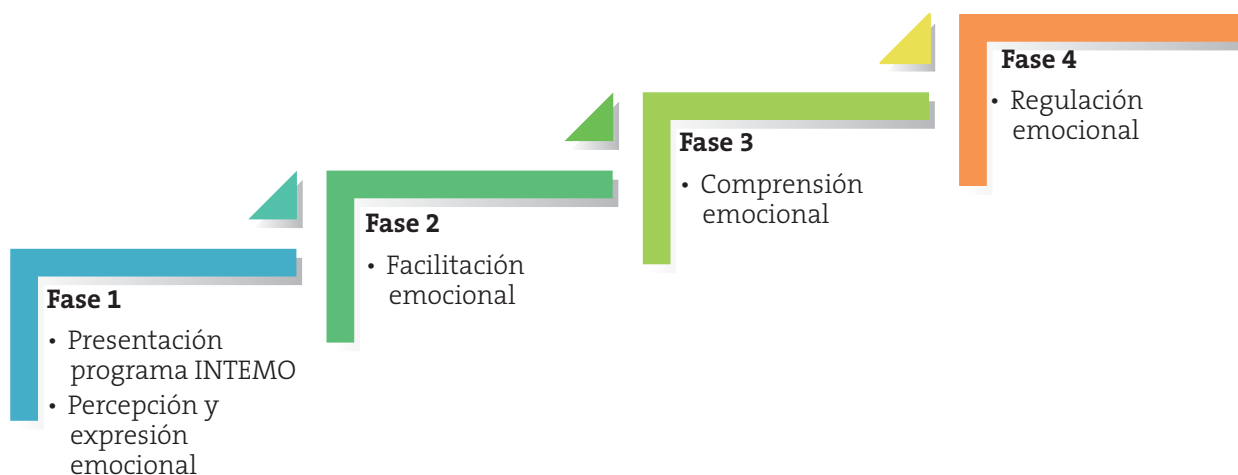 Fase 1
• Presentación
programa INTEMO
• Percepción y
expresión
emocional
Fase 2
• Facilitación
emocional
Fase 3
• Comprensión
emocional
Fase 4
• Regulación
emocional